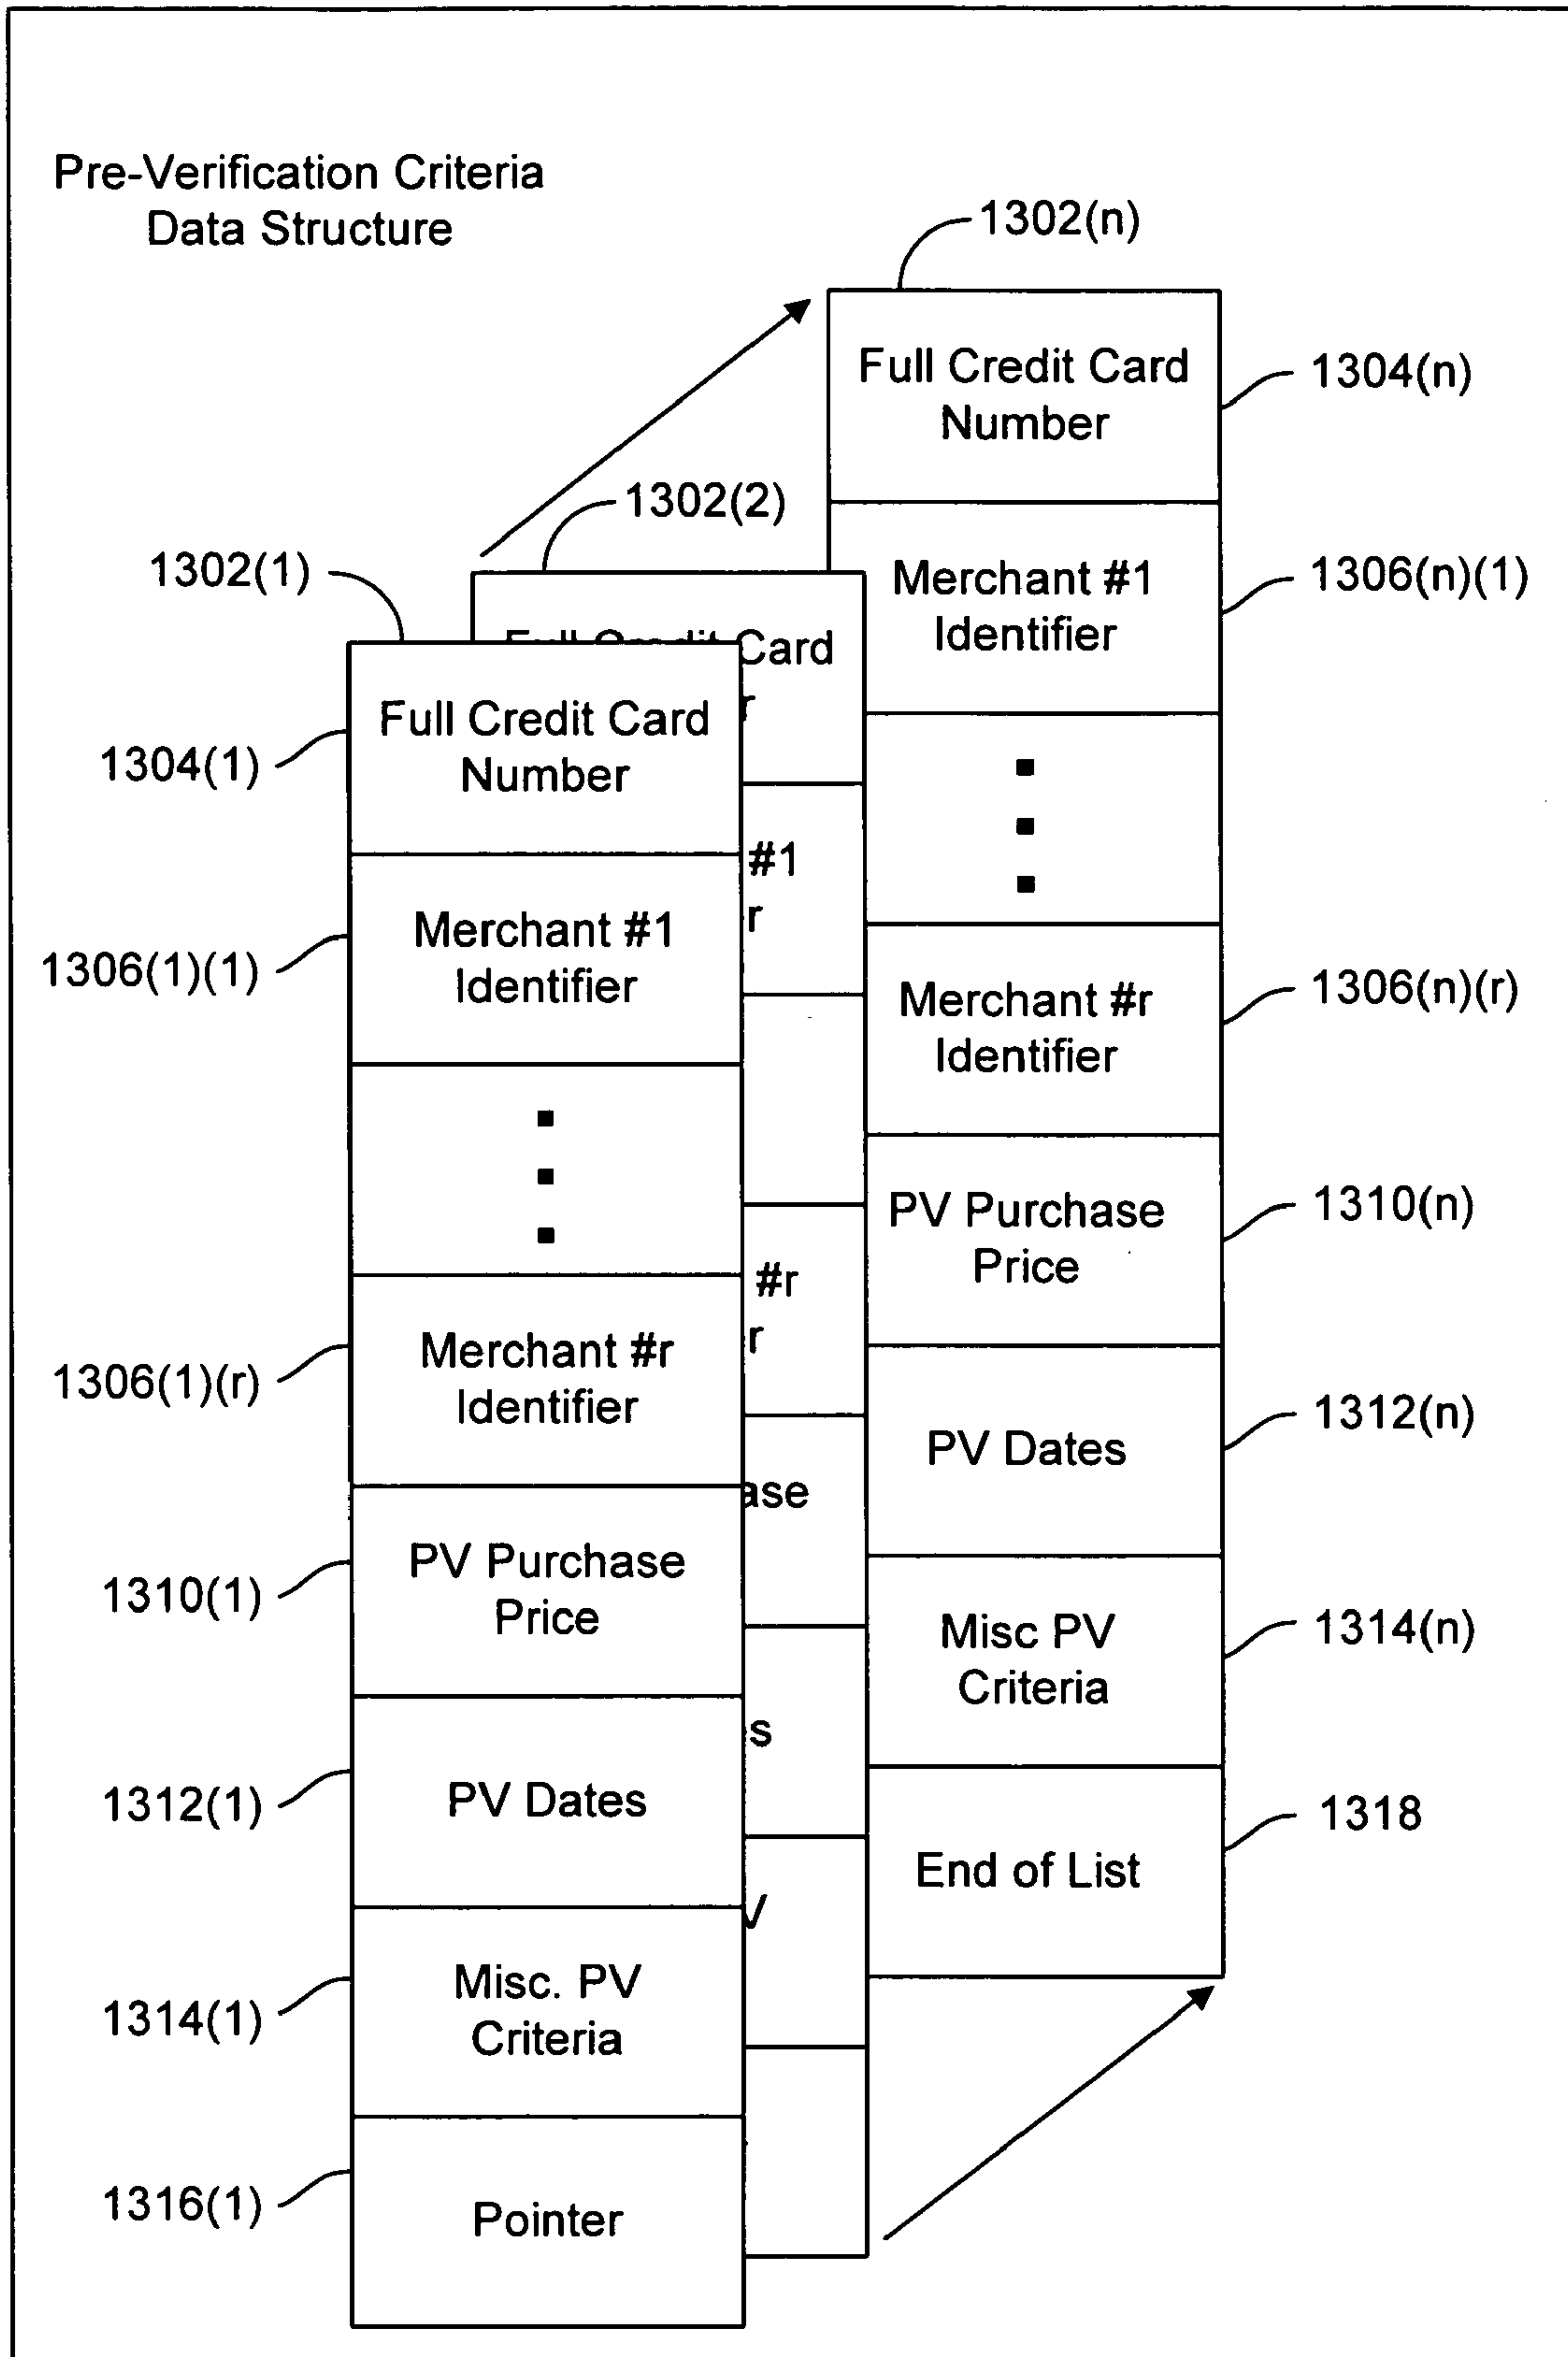 Pre-Verification Criteria
Data Structure
1302(n)
Full Credit Card
Number
1304(n)
Merchant #1
Identifier
1306(n)(1)
Merchant #r
Identifier
1306(n)(r)
PV Purchase
Price
1310(n)
PV Dates
1312(n)
Misc PV
Criteria
1314(n)
End of List
1318
1302(2)
Card
r
#1
r
#r
r
ase
s
V
1302(1)
Full Credit Card
Number
1304(1)
Merchant #1
Identifier
1306(1)(1)
Merchant #r
Identifier
1306(1)(r)
PV Purchase
Price
1310(1)
PV Dates
1312(1)
Misc. PV
Criteria
1314(1)
Pointer
1316(1)